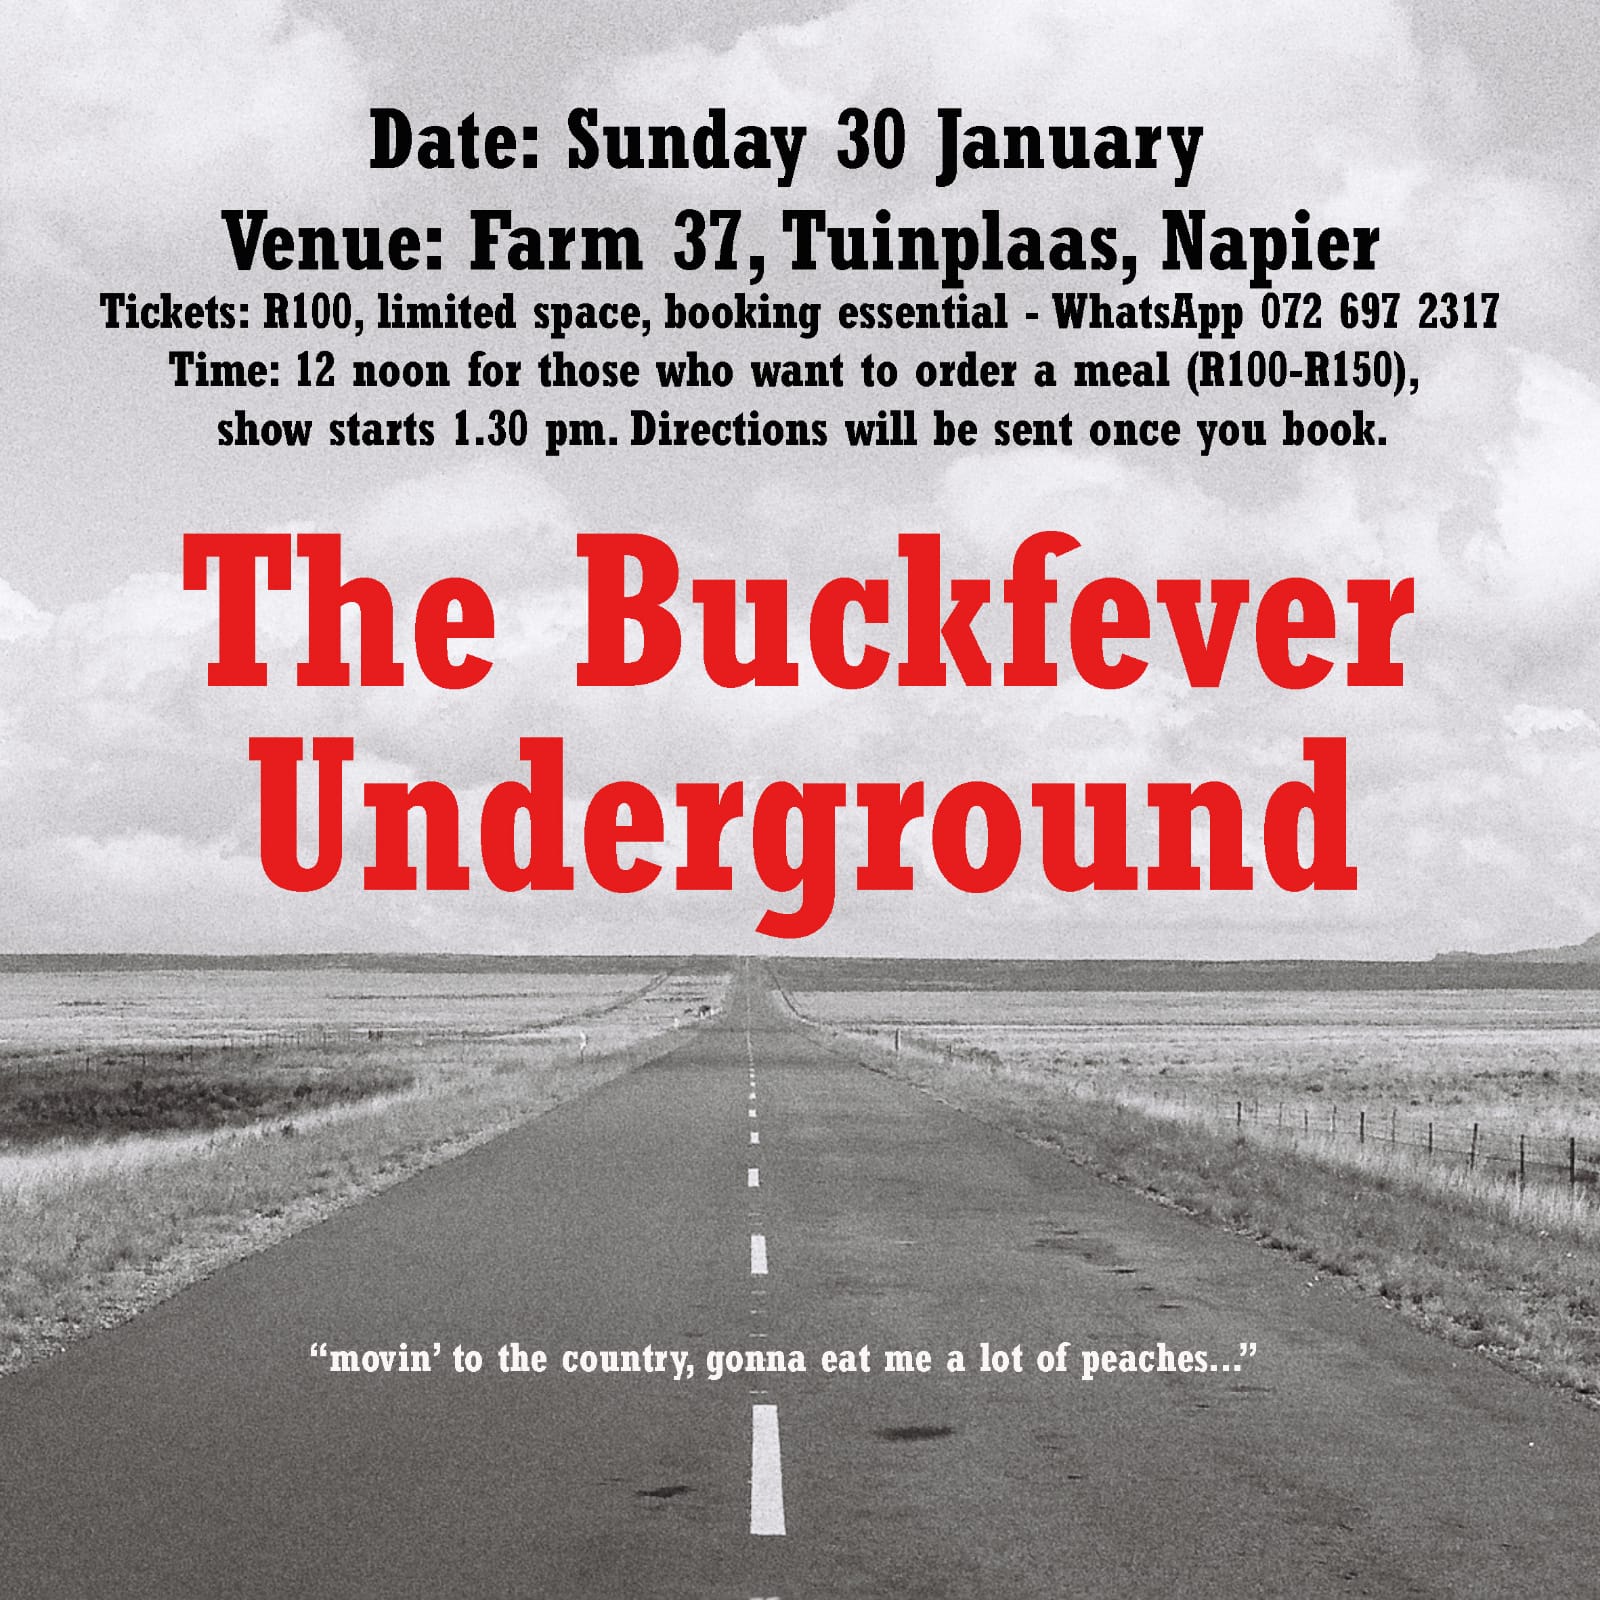 Date: Sunday 30 January
Venue: Farm 37, Tuinplaas, Napier
Tickets: R100, limited space, booking essential - WhatsApp 072 697 2317
Time: 12 noon for those who want to order a meal (R100-R150),
show starts 1.30 pm. Directions will be sent once you book.
The Buckfever
Underground
“movin’ to the country, gonna eat me a lot of peaches...”